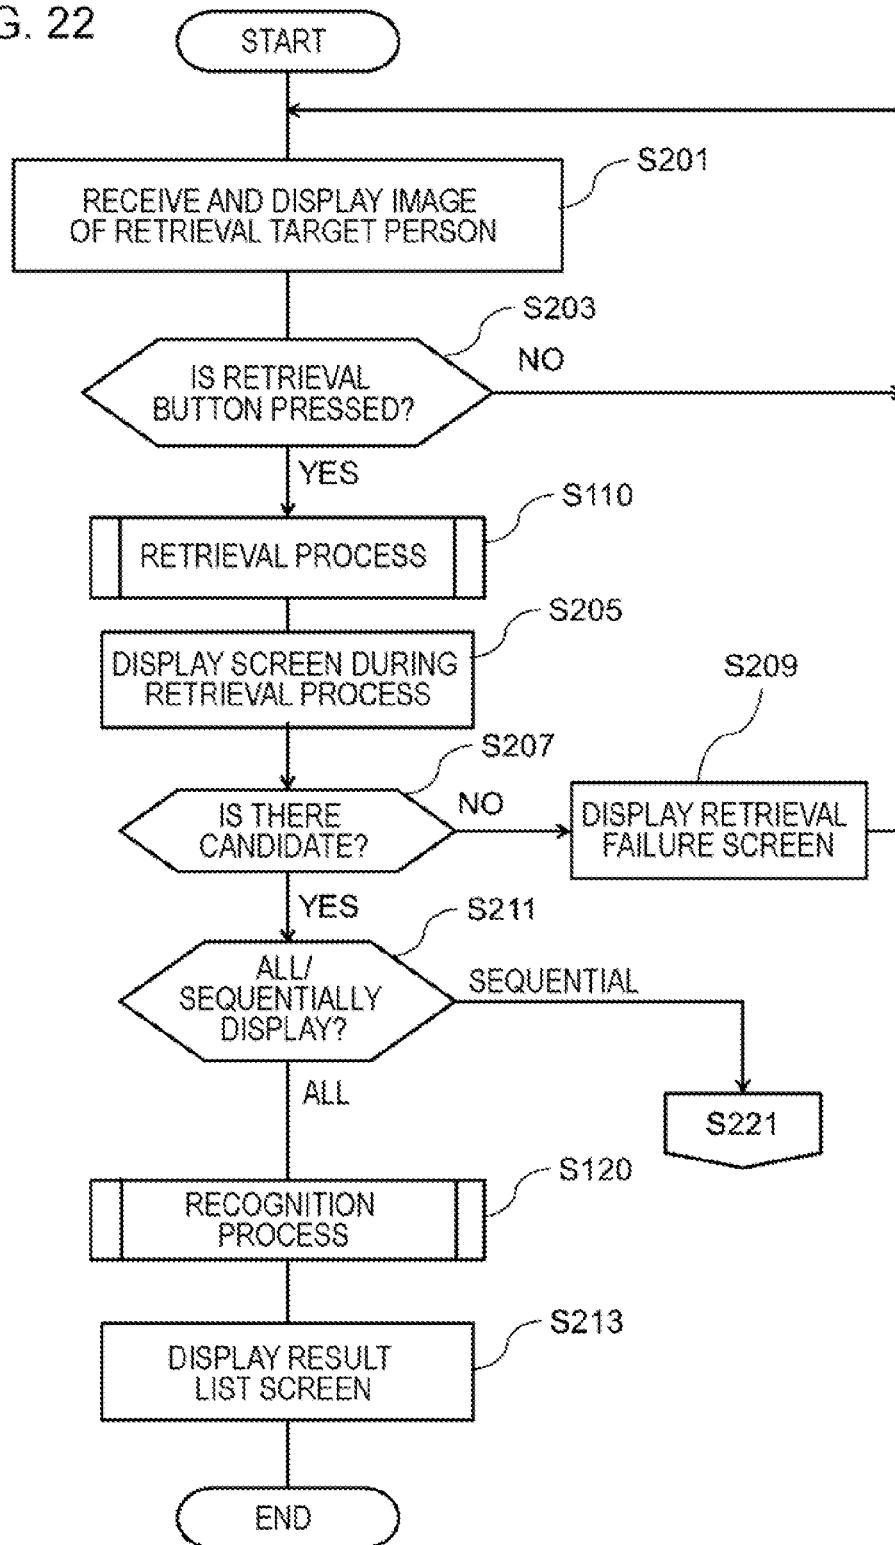 G. 22
START
S201
RECEIVE AND DISPLAY IMAGE
OF RETRIEVAL TARGET PERSON
S203
IS RETRIEVAL
BUTTON PRESSED?
NO
YES
S110
RETRIEVAL PROCESS
S205
DISPLAY SCREEN DURING
RETRIEVAL PROCESS
S207
IS THERE
CANDIDATE?
NO
S209
DISPLAY RETRIEVAL
FAILURE SCREEN
YES
S211
ALL/
SEQUENTIALLY
DISPLAY?
SEQUENTIAL
S221
ALL
S120
RECOGNITION
PROCESS
S213
DISPLAY RESULT
LIST SCREEN
END